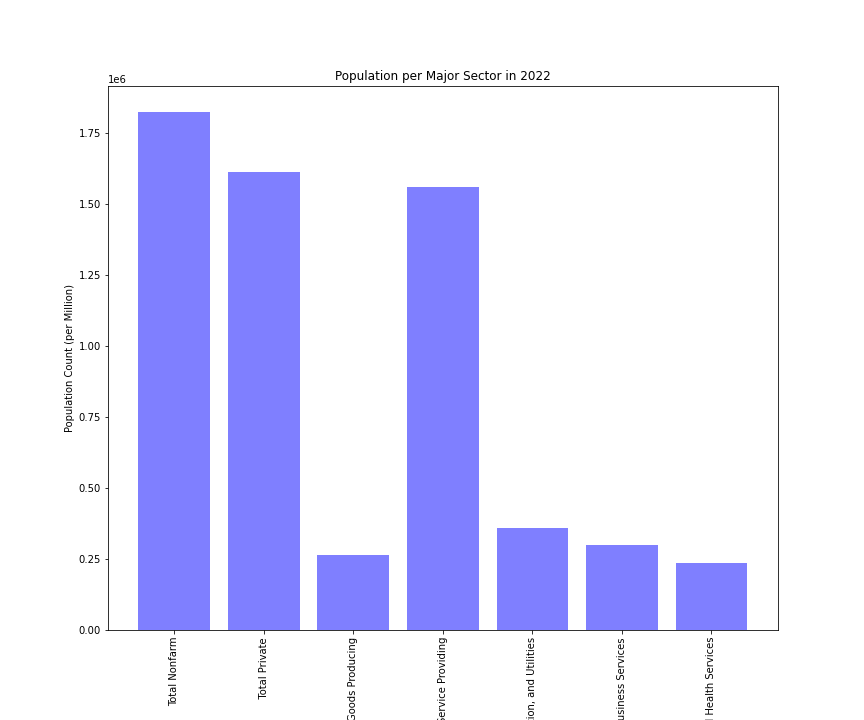 Population per Major Sector in 2022
1e6
Population Count (per Million)
1.75
1.50
1.25
1.00
0.75
0.50
0.25
0.00
Total Nonfarm
Total Private
Goods Producing
Service Providing
tion, and Utilities
usiness Services
l Health Services